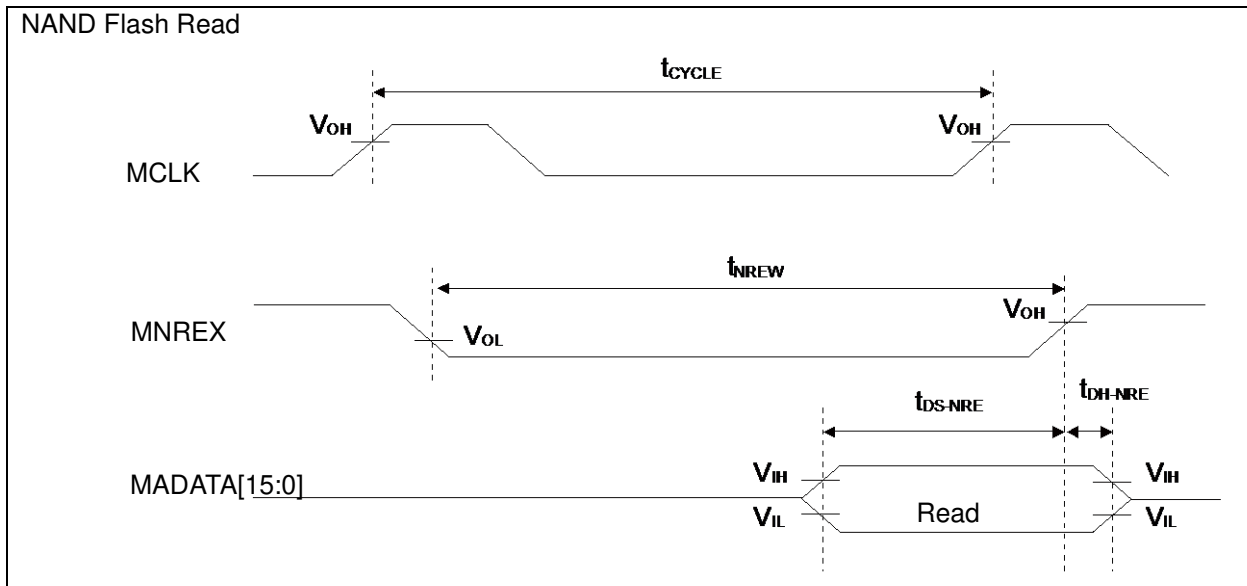 NAND Flash Read
tCYCLE
VOH
VOH
MCLK
tNREW
VOH
MNREX
VOL
tDS-NRE
tDH-NRE
MADATA[15:0]
VIH
VIH
VIL
Read
VIL